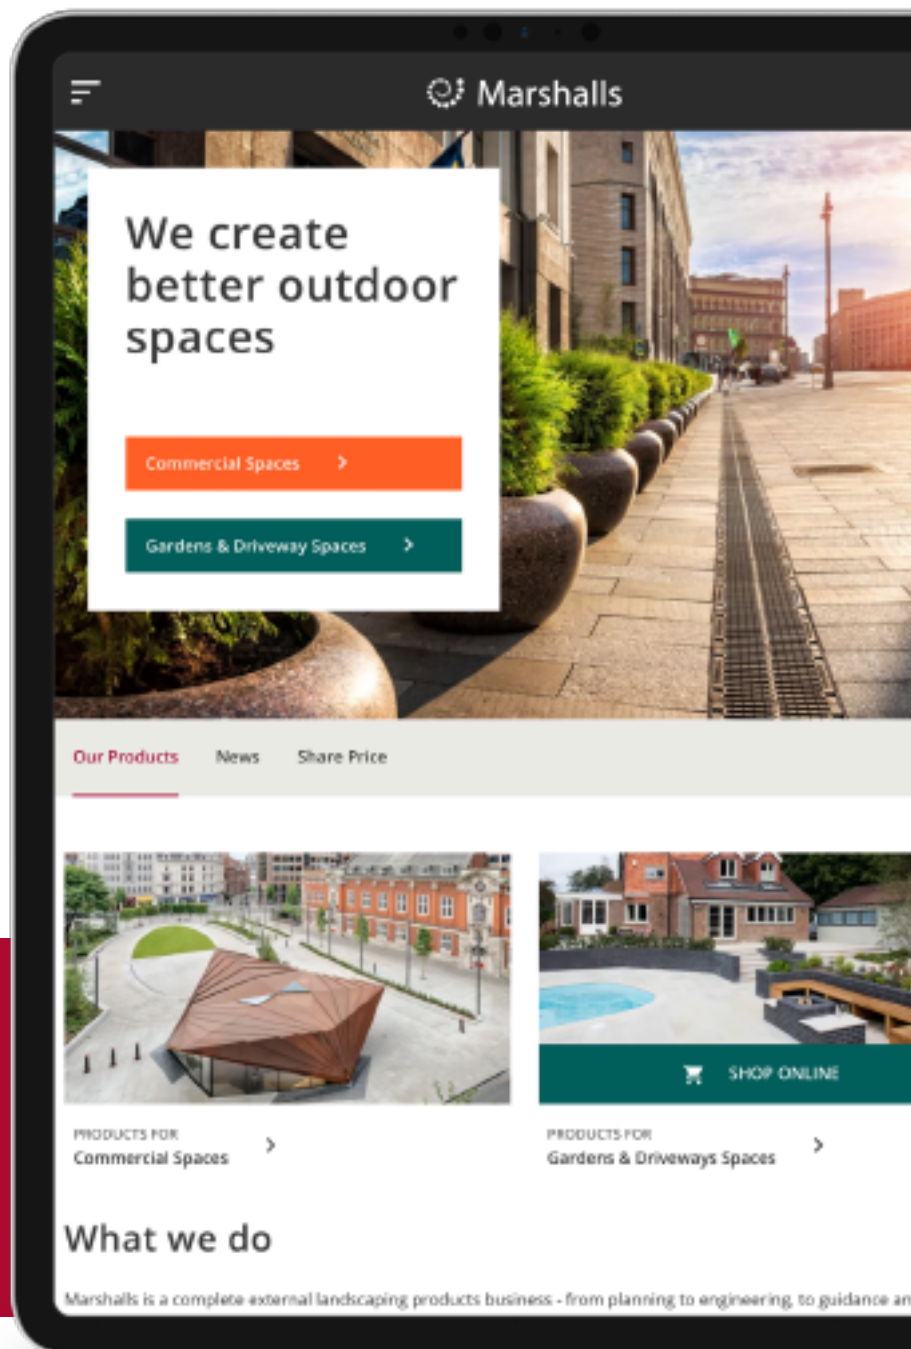 Marshalls
We create
better outdoor
spaces
Commercial Spaces
Gardens & Driveway Spaces
Our Products News Share Price
SHOP ONLINE
PRODUCTS FOR
Commercial Spaces
PRODUCTS FOR
Gardens & Driveways Spaces
What we do
Marshalls is a complete external landscaping products business - from planning to engineering, to guidance an